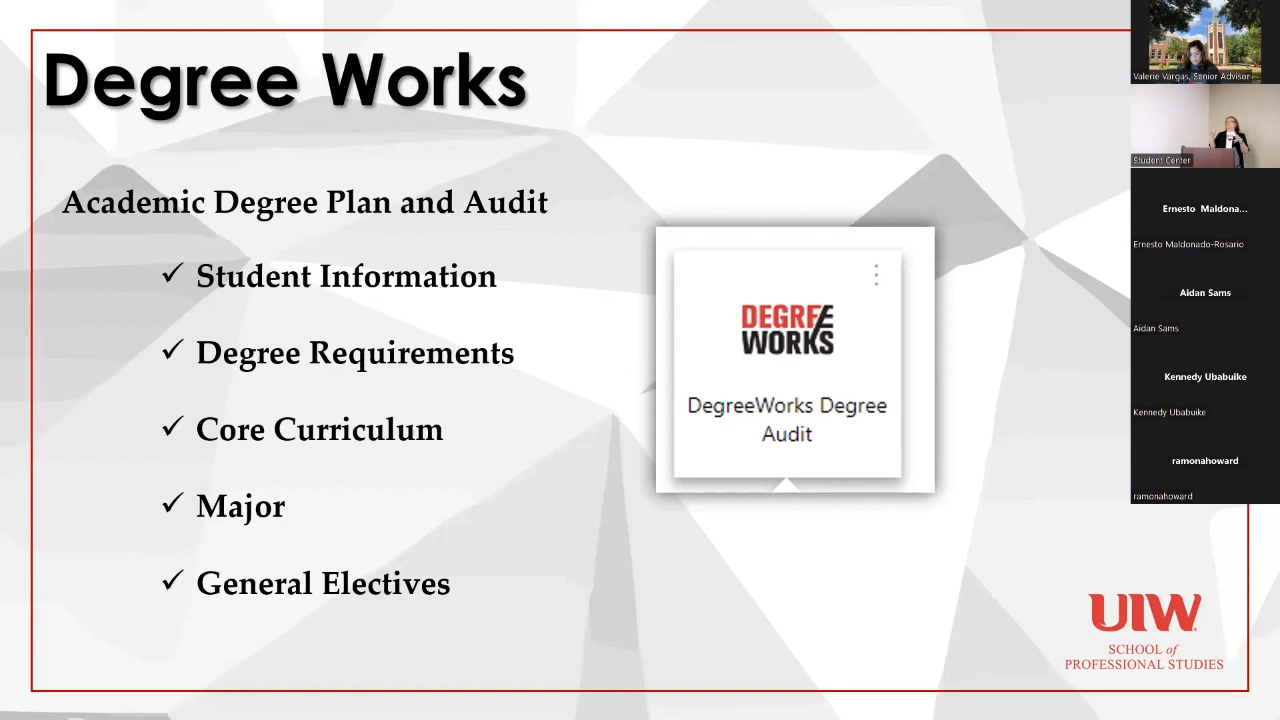 Degree Works
Academic Degree Plan and Audit
✓ Student Information
✓ Degree Requirements
✓ Core Curriculum
✓ Major
✓ General Electives
DEGREE
WORKS
DegreeWorks Degree
Audit
UIW
SCHOOL of
PROFESSIONAL STUDIES
Valerie Vargas, Senior Advisor
Student Center
Ernesto Maldona...
Ernesto Maldonado-Rosario
Aidan Sams
Aidan Sams
Kennedy Ubabuike
Kennedy Ubabuike
ramonahoward
ramonahoward